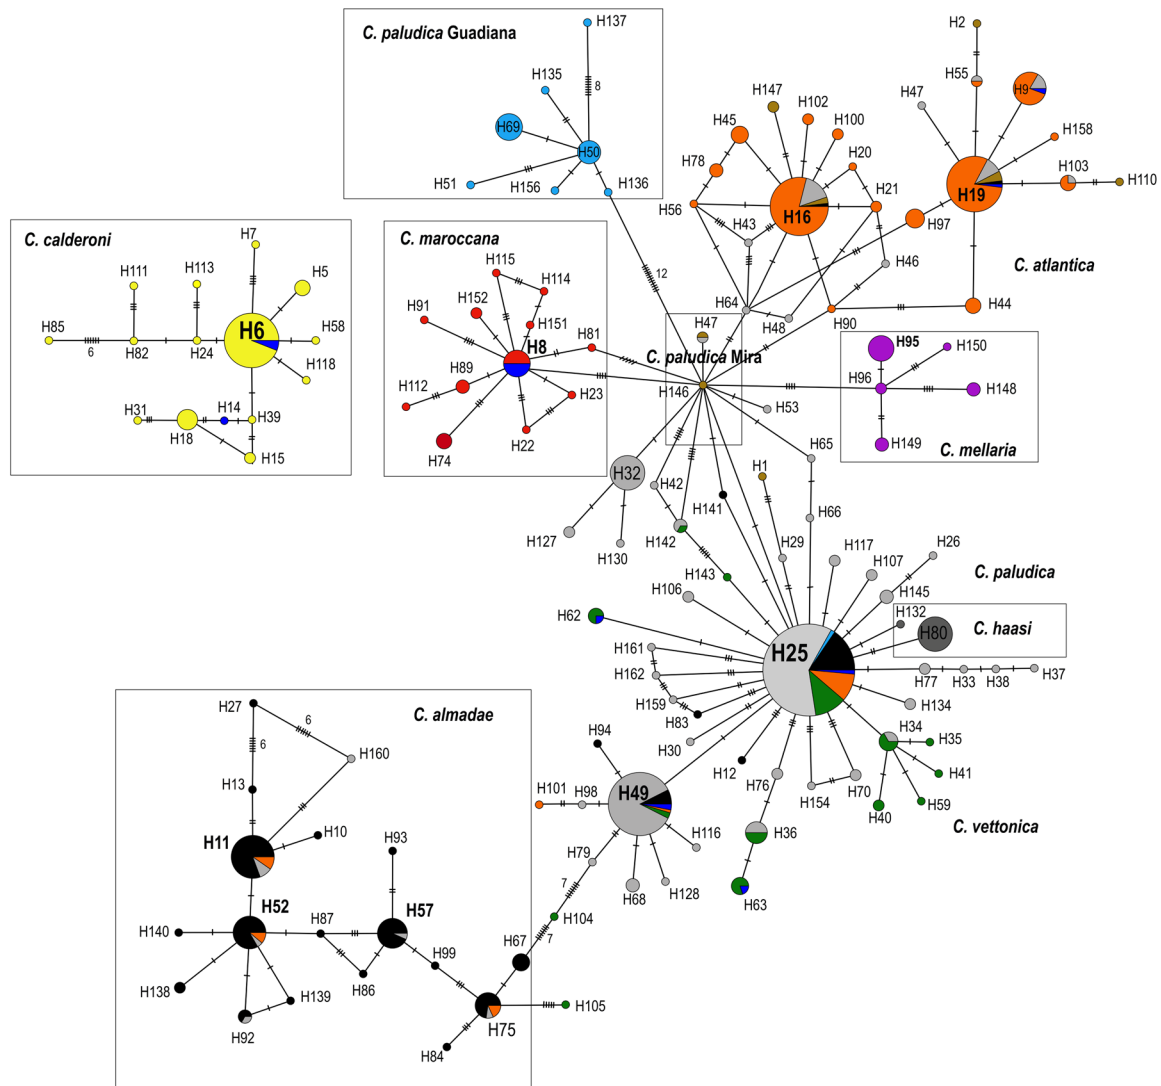 C. paludica Guadiana
H137
8
H135
H69
H50
H51
H156
H136
12
H2
H55
H9
H47
H158
H103
H110
H19
H97
H44
C. atlantica
H147
H102
H100
H45
H78
H20
H21
H16
H56
H43
H46
H64
H48
H90
C. calderoni
H7
H111
H113
H5
H6
H85
6
H82
H24
H58
H118
H31
H14
H39
H18
H15
C. maroccana
H115
H114
H152
H91
H151
H81
H8
H89
H112
H23
H22
H74
H47
C. paludica Mira
H146
H53
H95
H150
H96
H148
H149
C. mellaria
H32
H127
H130
H42
H141
H142
H143
H1
H29
H65
H66
H117
H107
H26
H145
H132
C. paludica
H80
C. haasi
H106
H62
H25
H161
H162
H159
H83
H30
H12
H77
H33
H38
H37
H134
H34
H35
H41
H59
H40
C. vettonica
H76
H154
H70
H36
H63
H94
H49
H101
H98
H116
H79
H68
H128
7
H104
7
C. almadae
H27
6
6
H160
H13
H10
H11
H93
H52
H57
H87
H140
H99
H67
H138
H139
H86
H92
H75
H105
H84